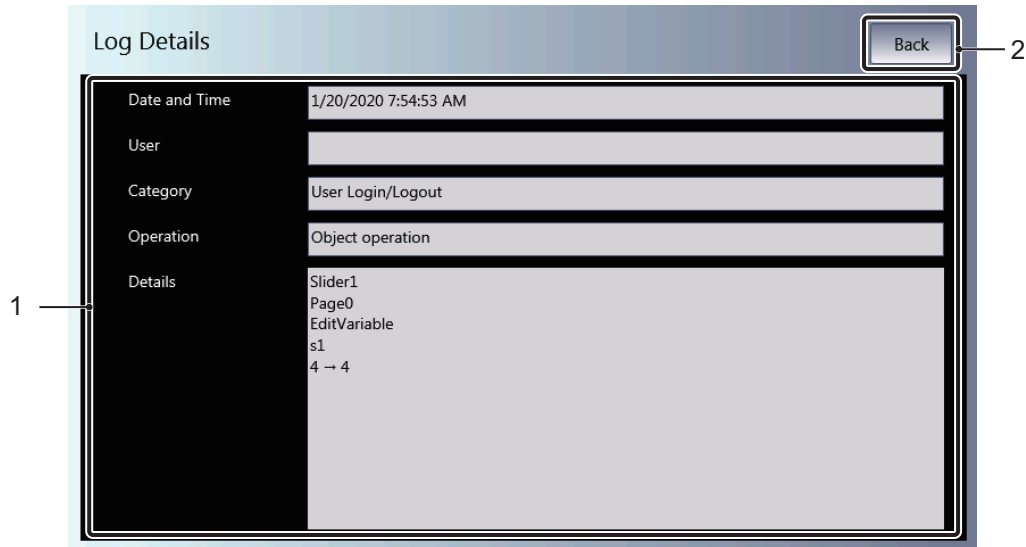 Log Details
Back
2
Date and Time
1/20/2020 7:54:53 AM
User
Category
User Login/Logout
Operation
Object operation
1
Details
Slider1
Page0
EditVariable
s1
4 → 4